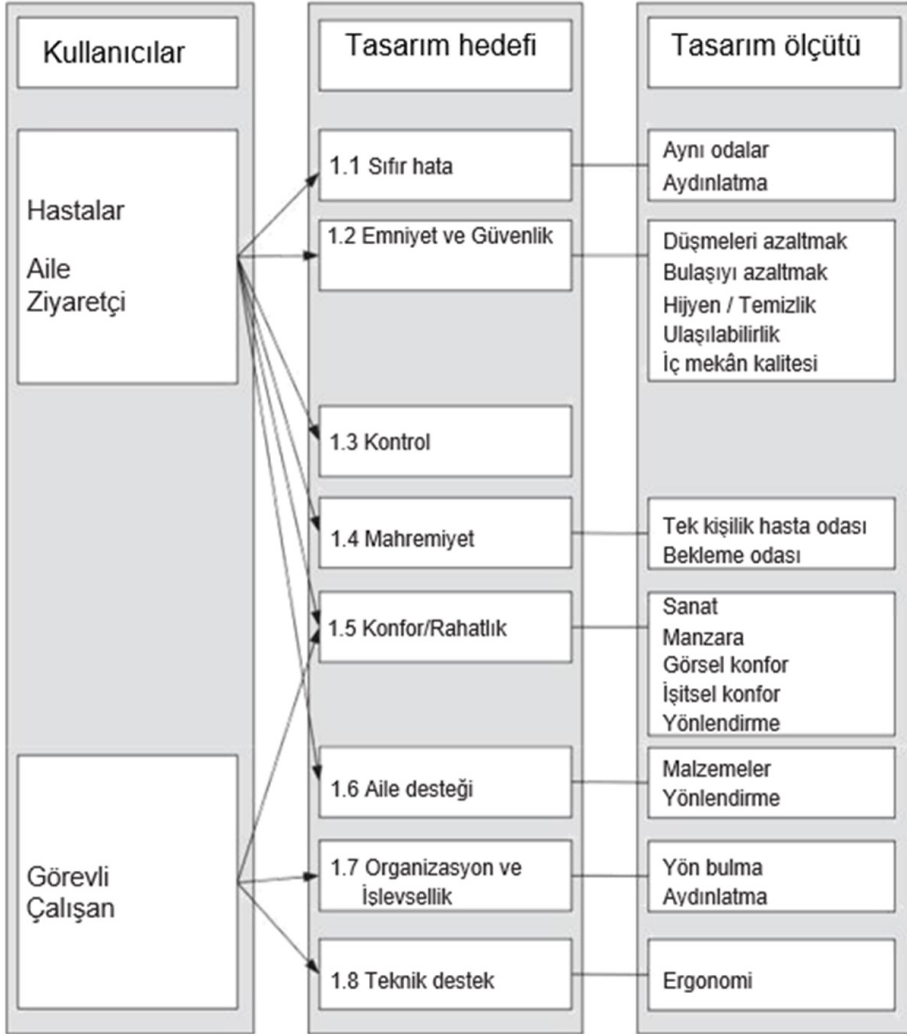 Kullanıcılar
Tasarım hedefi
Tasarım ölçütü
Hastalar
Aile
Ziyaretçi
1.1 Sıfır hata
Aynı odalar
Aydınlatma
1.2 Emniyet ve Güvenlik
Düşmeleri azaltmak
Bulaşıyı azaltmak
Hijyen / Temizlik
Ulaşılabilirlik
İç mekân kalitesi
1.3 Kontrol
1.4 Mahremiyet
Tek kişilik hasta odası
Bekleme odası
1.5 Konfor/Rahatlık
Sanat
Manzara
Görsel konfor
İşitsel konfor
Yönlendirme
1.6 Aile desteği
Malzemeler
Yönlendirme
Görevli
Çalışan
1.7 Organizasyon ve
İşlevsellik
Yön bulma
Aydınlatma
1.8 Teknik destek
Ergonomi